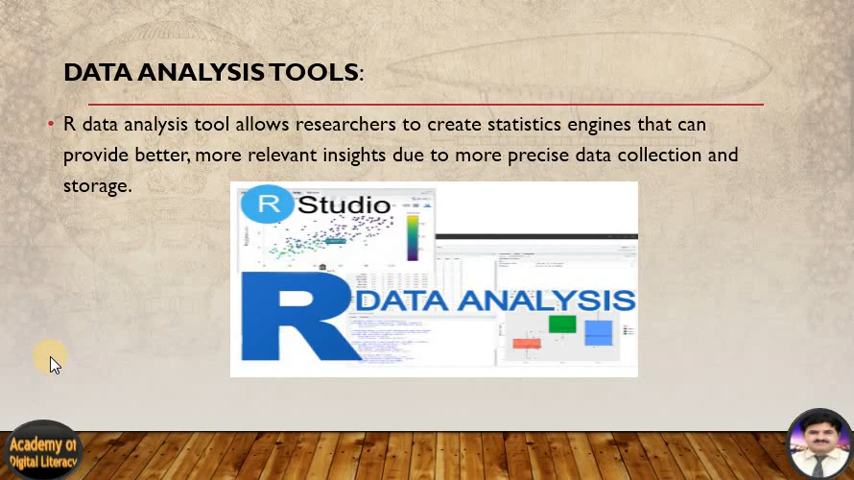 DATA ANALYSIS TOOLS:
• R data analysis tool allows researchers to create statistics engines that can
provide better, more relevant insights due to more precise data collection and
storage.
R Studio
R DATA ANALYSIS
Academy of
Digital Literacy